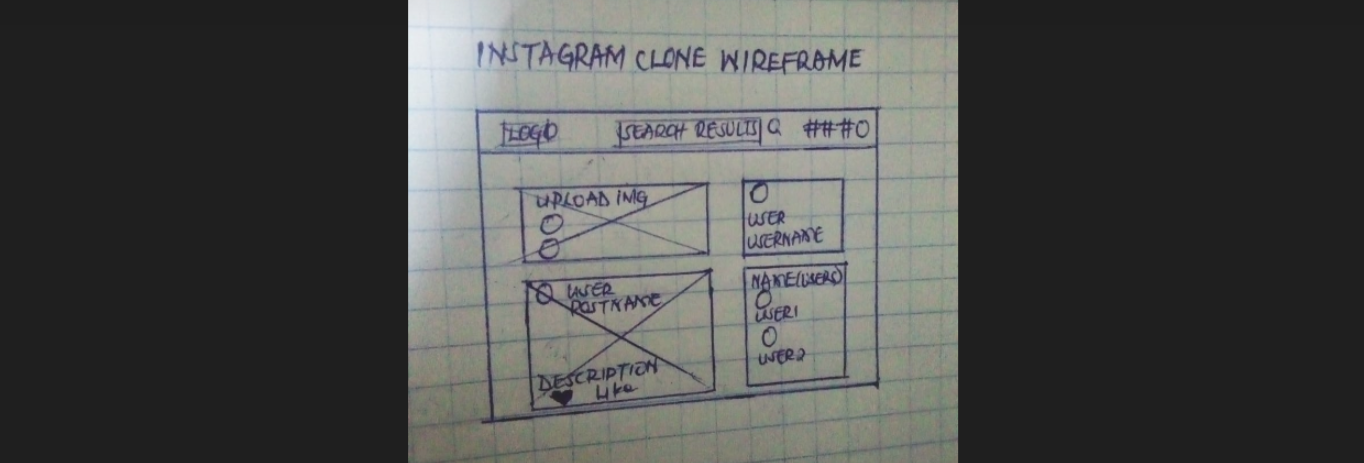 INSTAGRAM CLONE WIREFRAME
LOGO SEARCH RESULTS ###O
UPLOAD IMG
USER
USERNAME
USER
POSTNAME
DESCRIPTION
Like
NAME(USERS)
USER1
USER2